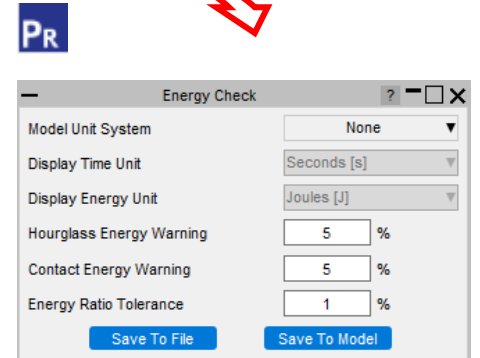 PR
Energy Check ?
Model Unit System None
Display Time Unit Seconds [s]
Display Energy Unit Joules [J]
Hourglass Energy Warning 5 %
Contact Energy Warning 5 %
Energy Ratio Tolerance 1 %
Save To File Save To Model